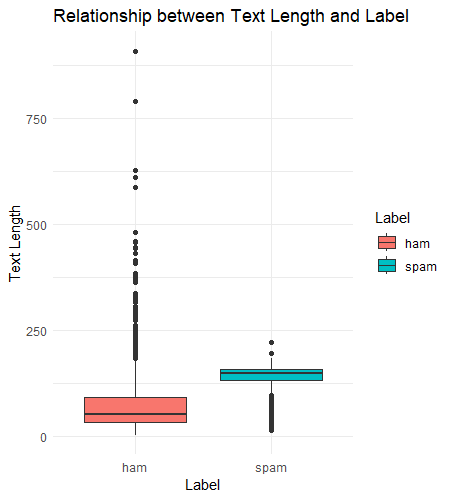 Relationship between Text Length and Label
750
500
250
0
Text Length
ham
spam
Label
Label
ham
spam